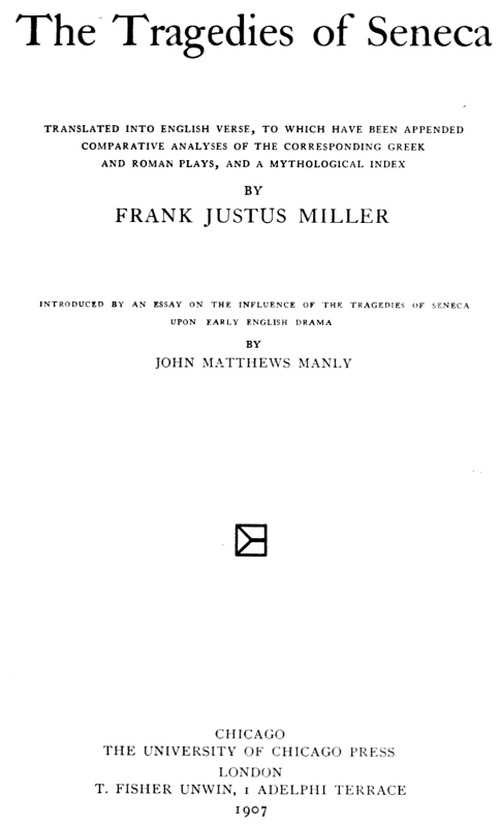 The Tragedies of Seneca
TRANSLATED INTO ENGLISH VERSE, TO WHICH HAVE BEEN APPENDED
COMPARATIVE ANALYSES OF THE CORRESPONDING GREEK
AND ROMAN PLAYS, AND A MYTHOLOGICAL INDEX
BY
FRANK JUSTUS MILLER
INTRODUCED BY AN ESSAY ON THE INFLUENCE OF THE TRAGEDIES OF SENECA
UPON EARLY ENGLISH DRAMA
BY
JOHN MATTHEWS MANLY
CHICAGO
THE UNIVERSITY OF CHICAGO PRESS
LONDON
T. FISHER UNWIN, 1 ADELPHI TERRACE
1907